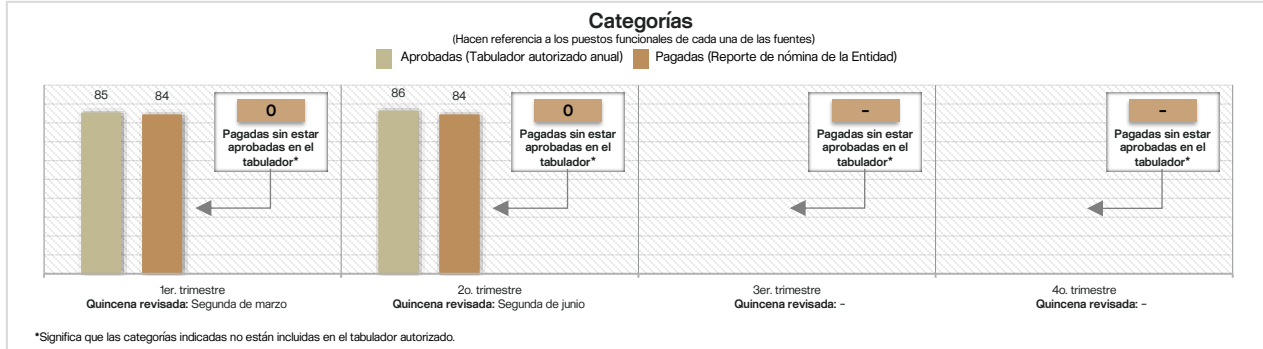 Categorías
(Hacen referencia a los puestos funcionales de cada una de las fuentes)
Aprobadas (Tabulador autorizado anual) Pagadas (Reporte de nómina de la Entidad)
85 84
0
Pagadas sin estar
aprobadas en el
tabulador*
86 84
0
Pagadas sin estar
aprobadas en el
tabulador*
-
Pagadas sin estar
aprobadas en el
tabulador*
-
Pagadas sin estar
aprobadas en el
tabulador*
1er. trimestre
Quincena revisada: Segunda de marzo
2o. trimestre
Quincena revisada: Segunda de junio
3er. trimestre
Quincena revisada: -
4o. trimestre
Quincena revisada: -
*Significa que las categorías indicadas no están incluidas en el tabulador autorizado.